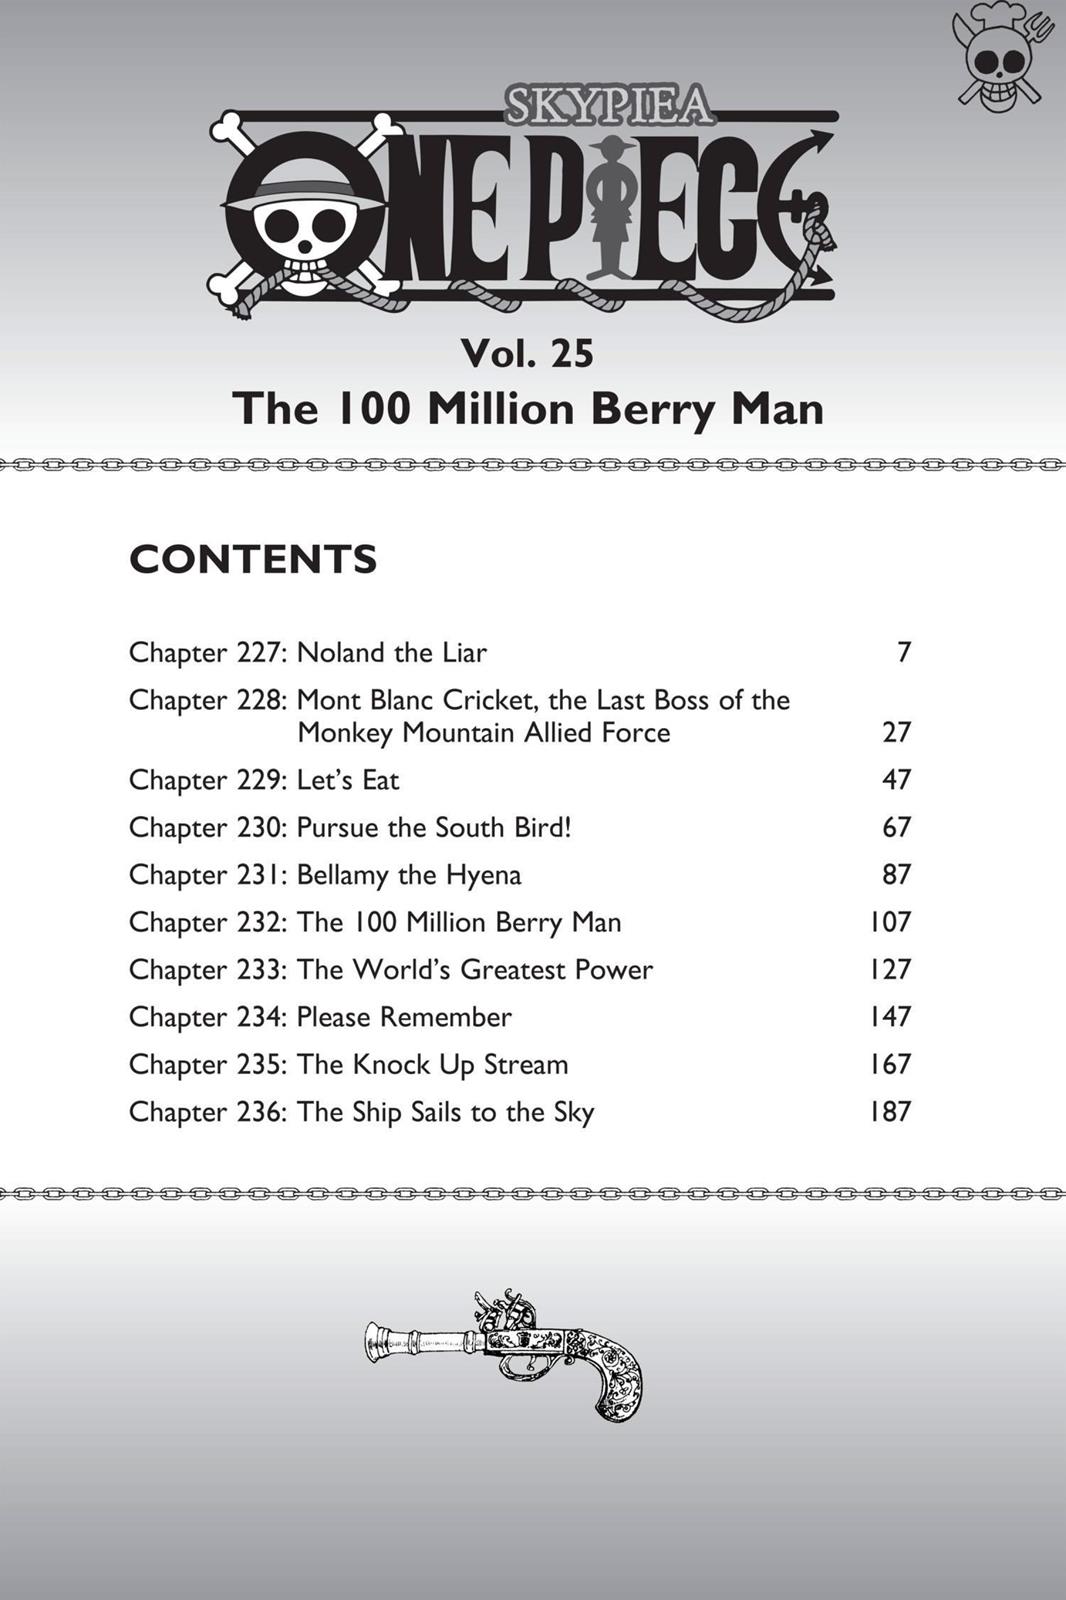 SKYPIEA
ONE PIECE
Vol. 25
The 100 Million Berry Man
CONTENTS
Chapter 227: Noland the Liar 7
Chapter 228: Mont Blanc Cricket, the Last Boss of the
Monkey Mountain Allied Force 27
Chapter 229: Let's Eat 47
Chapter 230: Pursue the South Bird! 67
Chapter 231: Bellamy the Hyena 87
Chapter 232: The 100 Million Berry Man 107
Chapter 233: The World's Greatest Power 127
Chapter 234: Please Remember 147
Chapter 235: The Knock Up Stream 167
Chapter 236: The Ship Sails to the Sky 187